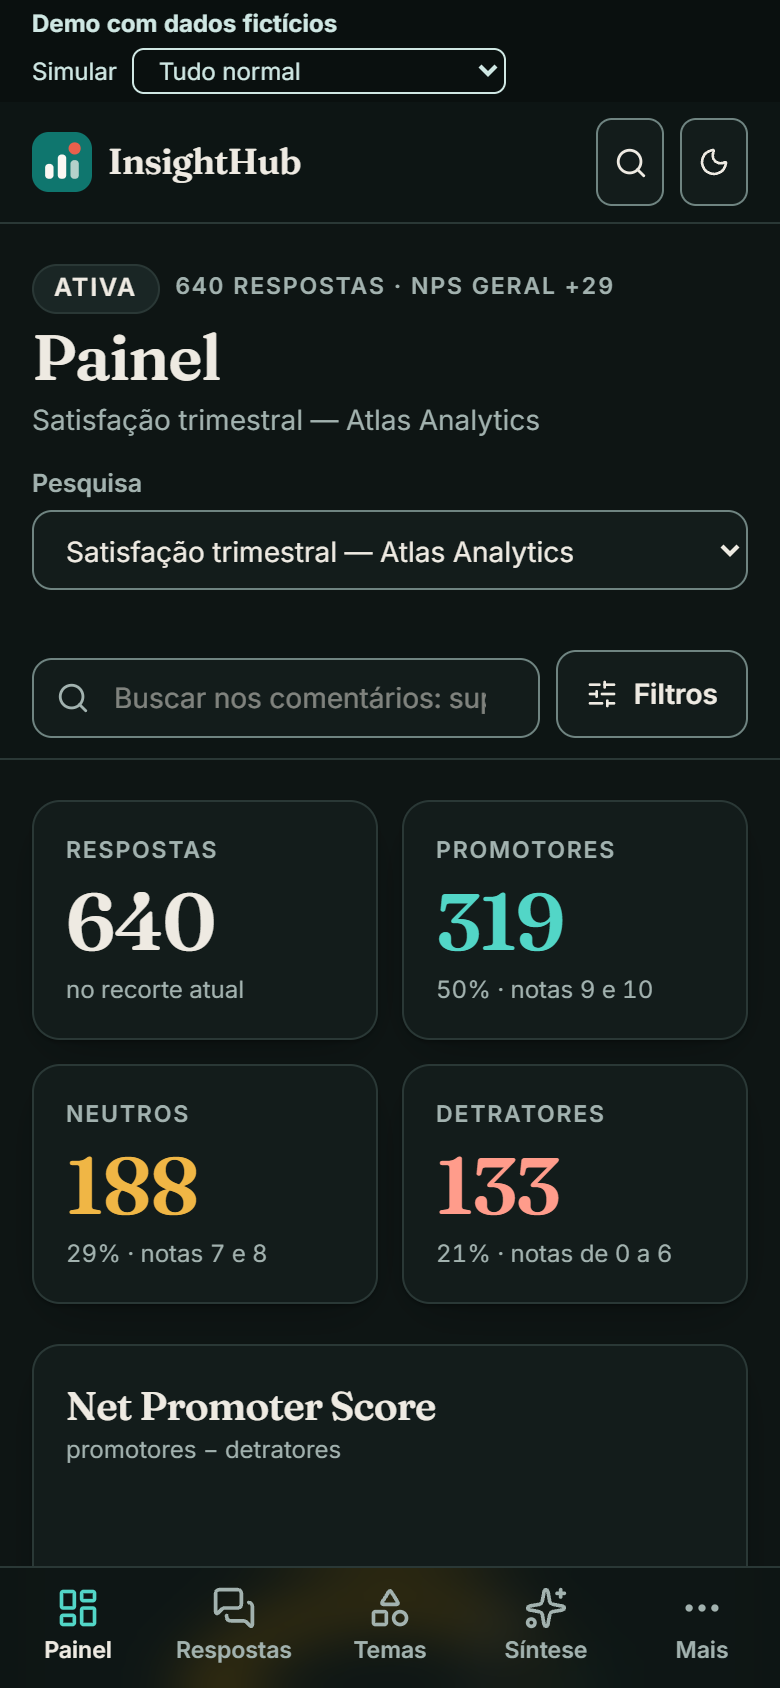 Demo com dados fictícios
Simular Tudo normal
InsightHub
ATIVA 640 RESPOSTAS · NPS GERAL +29
Painel
Satisfação trimestral — Atlas Analytics
Pesquisa
Satisfação trimestral — Atlas Analytics
Buscar nos comentários: sup
Filtros
RESPOSTAS
640
no recorte atual
PROMOTORES
319
50% · notas 9 e 10
NEUTROS
188
29% · notas 7 e 8
DETRATORES
133
21% · notas de 0 a 6
Net Promoter Score
promotores − detratores
Painel Respostas Temas Síntese Mais